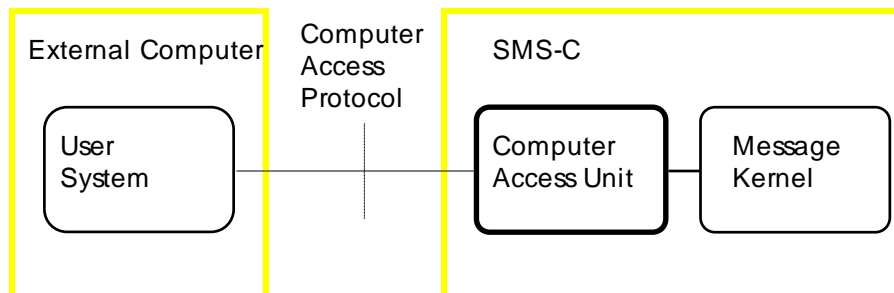 External Computer
Computer
Access
Protocol
SMS-C
User
System
Computer
Access Unit
Message
Kernel